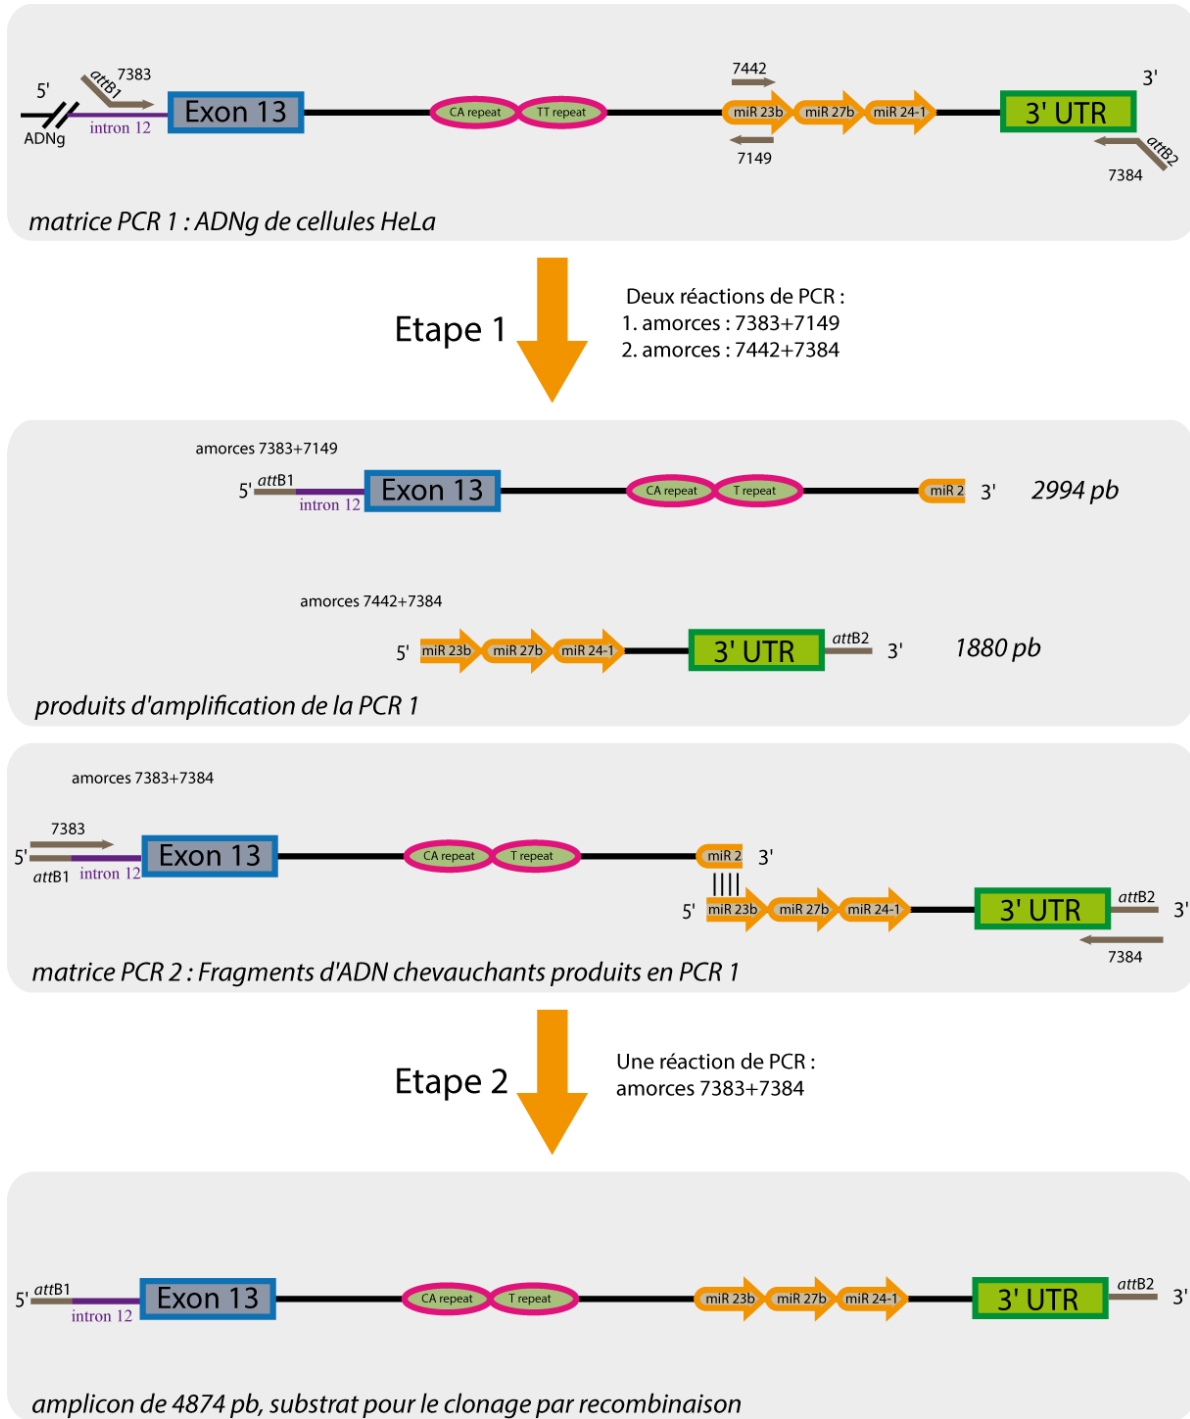 7383
attB1
5'
ADNg
intron 12
Exon 13
CA repeat
TT repeat
7442
miR 23b
miR 27b
miR 24-1
7149
3' UTR
3'
attB2
7384
matrice PCR 1 : ADNg de cellules HeLa
Etape 1
Deux réactions de PCR :
1. amorces : 7383+7149
2. amorces : 7442+7384
amorces 7383+7149
5'
attB1
intron 12
Exon 13
CA repeat
T repeat
miR 2
3'
2994 pb
amorces 7442+7384
5'
miR 23b
miR 27b
miR 24-1
3' UTR
attB2
3'
1880 pb
produits d'amplification de la PCR 1
amorces 7383+7384
7383
5'
attB1
intron 12
Exon 13
CA repeat
T repeat
miR 2
3'
5'
miR 23b
miR 27b
miR 24-1
3' UTR
attB2
3'
7384
matrice PCR 2 : Fragments d'ADN chevauchants produits en PCR 1
Etape 2
Une réaction de PCR :
amorces 7383+7384
5'
attB1
intron 12
Exon 13
CA repeat
T repeat
miR 23b
miR 27b
miR 24-1
3' UTR
attB2
3'
amplicon de 4874 pb, substrat pour le clonage par recombinaison